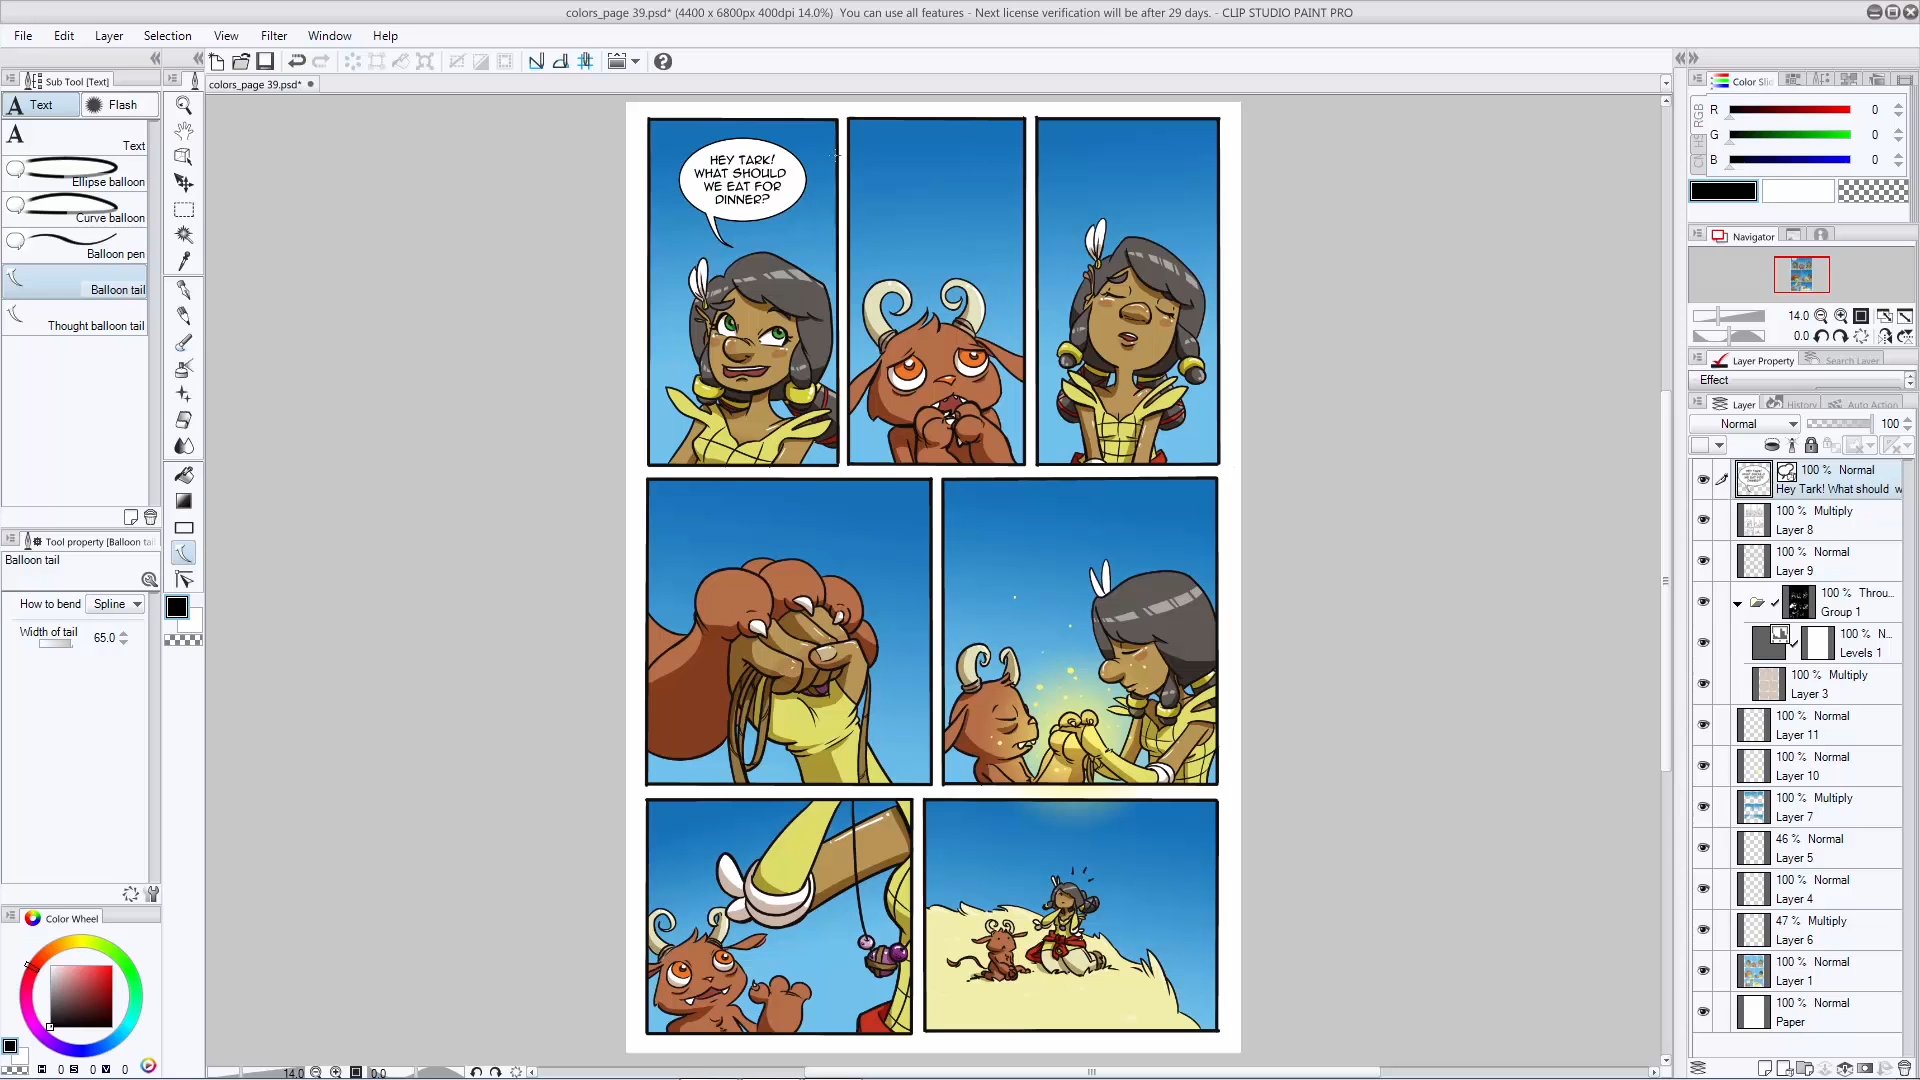 colors_page 39.psd* (4400 x 6800px 400dpi 14.0%)  You can use all features - Next license verification will be after 29 days. - CLIP STUDIO PAINT PRO
File Edit Layer Selection View Filter Window Help
Sub Tool [Text]
colors_page 39.psd*
Text Flash
Text
Ellipse balloon
Curve balloon
Balloon pen
Balloon tail
Thought balloon tail
Tool property [Balloon tail
Balloon tail
How to bend Spline
Width of tail 65.0
Color Wheel
H 0 S 0 V 0
HEY TARK!
WHAT SHOULD
WE EAT FOR
DINNER?
14.0 0.0
Color Sli
RGB
R 0
G 0
B 0
Navigator
14.0
0.0
Layer Property Search Layer
Effect
Layer History Auto Action
Normal 100
100 % Normal
Hey Tark! What should w
100 % Multiply
Layer 8
100 % Normal
Layer 9
100 % Throu...
Group 1
100 % N...
Levels 1
100 % Multiply
Layer 3
100 % Normal
Layer 11
100 % Normal
Layer 10
100 % Multiply
Layer 7
46 % Normal
Layer 5
100 % Normal
Layer 4
47 % Multiply
Layer 6
100 % Normal
Layer 1
100 % Normal
Paper